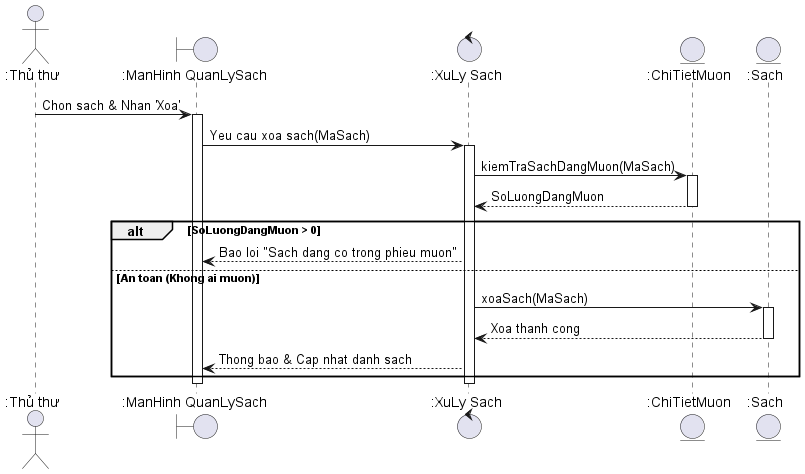 :Thủ thư :ManHinh QuanLySach :XuLy Sach :ChiTietMuon :Sach
Chon sach & Nhan 'Xoa'
Yeu cau xoa sach(MaSach)
kiemTraSachDangMuon(MaSach)
SoLuongDangMuon
alt [SoLuongDangMuon > 0]
Bao loi "Sach dang co trong phieu muon"
[An toan (Khong ai muon)]
xoaSach(MaSach)
Xoa thanh cong
Thong bao & Cap nhat danh sach
:Thủ thư :ManHinh QuanLySach :XuLy Sach :ChiTietMuon :Sach